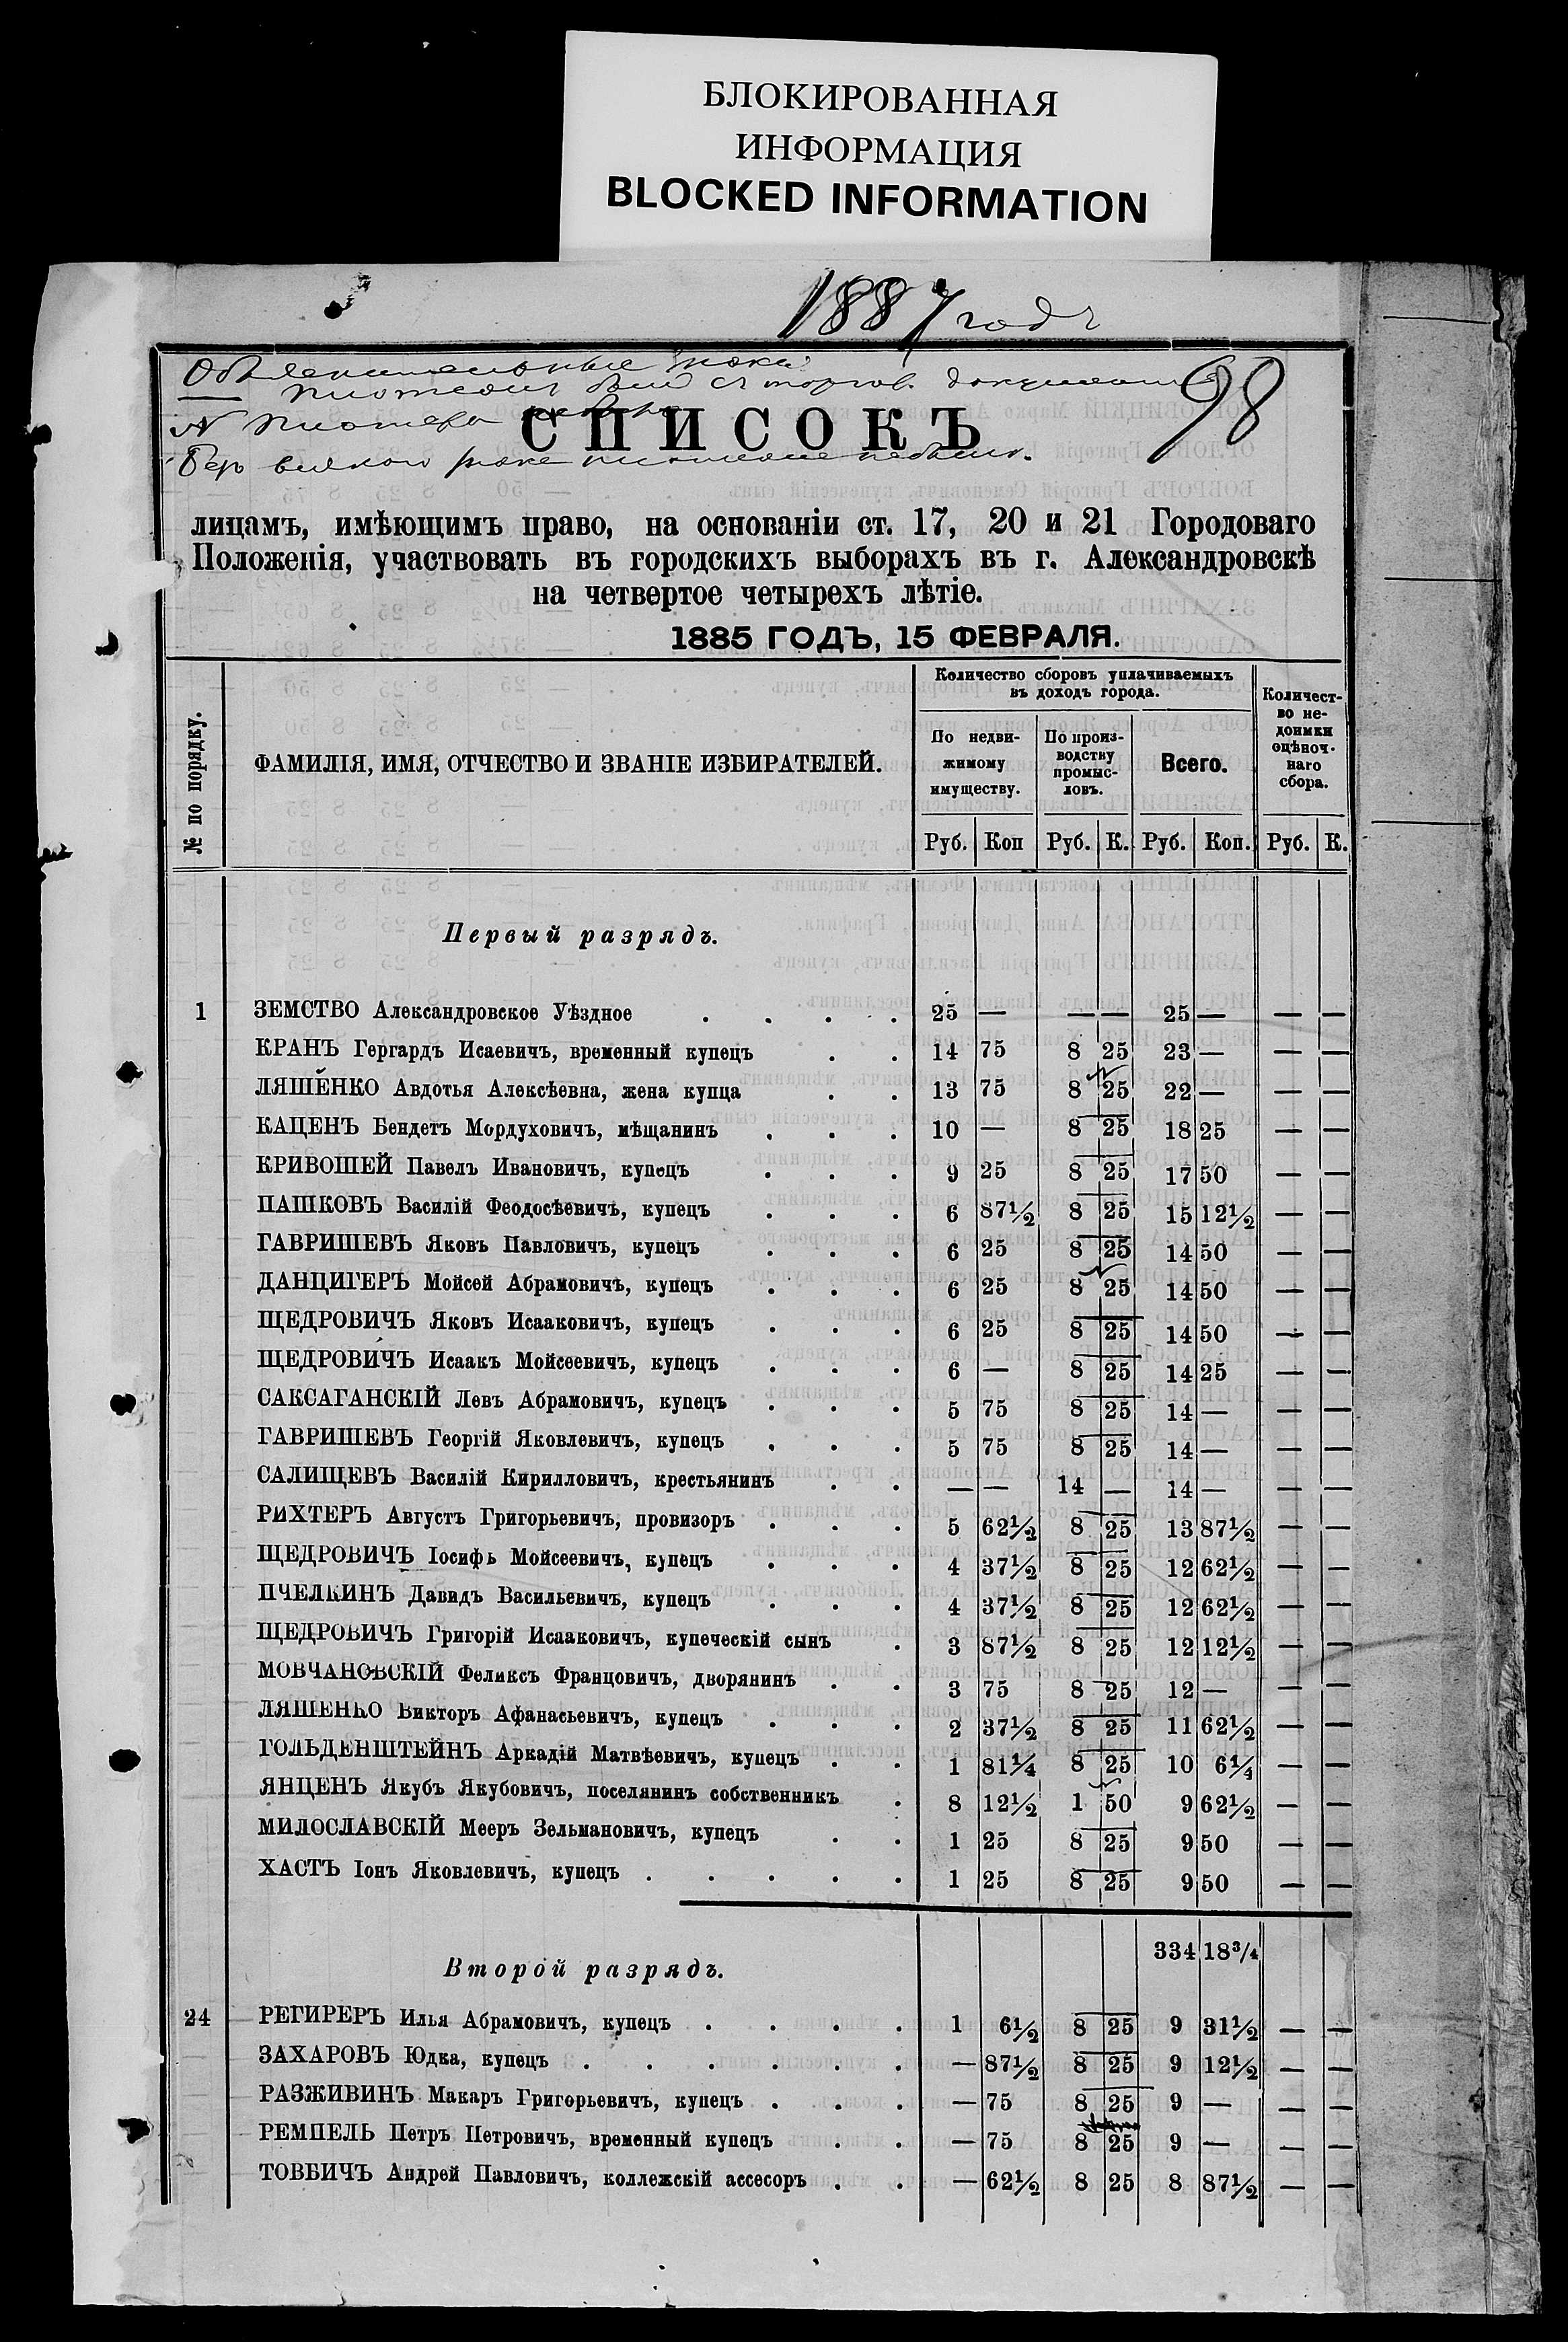 БЛОКИРОВАННАЯ
ИНФОРМАЦИЯ
BLOCKED INFORMATION
1887 годъ
98
СПИСОКЪ
лицамъ, имѣющимъ право, на основаніи ст. 17, 20 и 21 Городоваго
Положенія, участвовать въ городскихъ выборахъ въ г. Александровскѣ
на четвертое четырехъ лѣтіе.
1885 ГОДЪ, 15 ФЕВРАЛЯ.
№ по порядку.
ФАМИЛІЯ, ИМЯ, ОТЧЕСТВО И ЗВАНІЕ ИЗБИРАТЕЛЕЙ.
Количество сборовъ уплачиваемыхъ
въ доходъ города.
По недви-
жимому
имуществу.
По произ-
водству
промыс-
ловъ.
Всего.
Количест-
во не-
доимки
оцѣноч-
наго
сбора.
Руб. Коп Руб. К. Руб. Коп. Руб. К.
Первый разрядъ.
1 ЗЕМСТВО Александровское Уѣздное . . . . 25 — — — 25 — — —
КРАНЪ Гергардъ Исаевичъ, временный купецъ . . 14 75 8 25 23 — — —
ЛЯШЕНКО Авдотья Алексѣевна, жена купца . . 13 75 8 25 22 — — —
КАЦЕНЪ Бендетъ Мордуховичъ, мѣщанинъ . . . 10 — 8 25 18 25 — —
КРИВОШЕЙ Павелъ Ивановичъ, купецъ . . . 9 25 8 25 17 50 — —
ПАШКОВЪ Василій Феодосѣевичъ, купецъ . . . 6 87½ 8 25 15 12½ — —
ГАВРИШЕВЪ Яковъ Павловичъ, купецъ . . . 6 25 8 25 14 50 — —
ДАНЦИГЕРЪ Мойсей Абрамовичъ, купецъ . . . 6 25 8 25 14 50 — —
ЩЕДРОВИЧЪ Яковъ Исааковичъ, купецъ . . . 6 25 8 25 14 50 — —
ЩЕДРОВИЧЪ Исаакъ Мойсеевичъ, купецъ . . . 6 — 8 25 14 25 — —
САКСАГАНСКІЙ Левъ Абрамовичъ, купецъ . . . 5 75 8 25 14 — — —
ГАВРИШЕВЪ Георгій Яковлевичъ, купецъ . . . 5 75 8 25 14 — — —
САЛИЩЕВЪ Василій Кирилловичъ, крестьянинъ . . — — 14 — 14 — — —
РИХТЕРЪ Августъ Григорьевичъ, провизоръ . . . 5 62½ 8 25 13 87½ — —
ЩЕДРОВИЧЪ Іосифъ Мойсеевичъ, купецъ . . . 4 37½ 8 25 12 62½ — —
ПЧЕЛКИНЪ Давидъ Васильевичъ, купецъ . . . 4 37½ 8 25 12 62½ — —
ЩЕДРОВИЧЪ Григорій Исааковичъ, купеческій сынъ . 3 87½ 8 25 12 12½ — —
МОВЧАНОВСКІЙ Феликсъ Францовичъ, дворянинъ . . 3 75 8 25 12 — — —
ЛЯШЕНКО Викторъ Афанасьевичъ, купецъ . . . 2 37½ 8 25 11 62½ — —
ГОЛЬДЕНШТЕЙНЪ Аркадій Матвѣевичъ, купецъ . . 1 81¼ 8 25 10 6¼ — —
ЯНЦЕНЪ Якубъ Якубовичъ, поселянинъ собственникъ . 8 12½ 1 50 9 62½ — —
МИЛОСЛАВСКІЙ Мееръ Зельмановичъ, купецъ . . 1 25 8 25 9 50 — —
ХАСТЪ Іонъ Яковлевичъ, купецъ . . . . . 1 25 8 25 9 50 — —
334 18¾
Второй разрядъ.
24 РЕГИРЕРЪ Илья Абрамовичъ, купецъ . . . . 1 6½ 8 25 9 31½ — —
ЗАХАРОВЪ Юдка, купецъ . . . . . . — 87½ 8 25 9 12½ — —
РАЗЖИВИНЪ Макаръ Григорьевичъ, купецъ . . . — 75 8 25 9 — — —
РЕМПЕЛЬ Петръ Петровичъ, временный купецъ . . — 75 8 25 9 — — —
ТОВБИЧЪ Андрей Павловичъ, коллежскій ассесоръ . . — 62½ 8 25 8 87½ — —